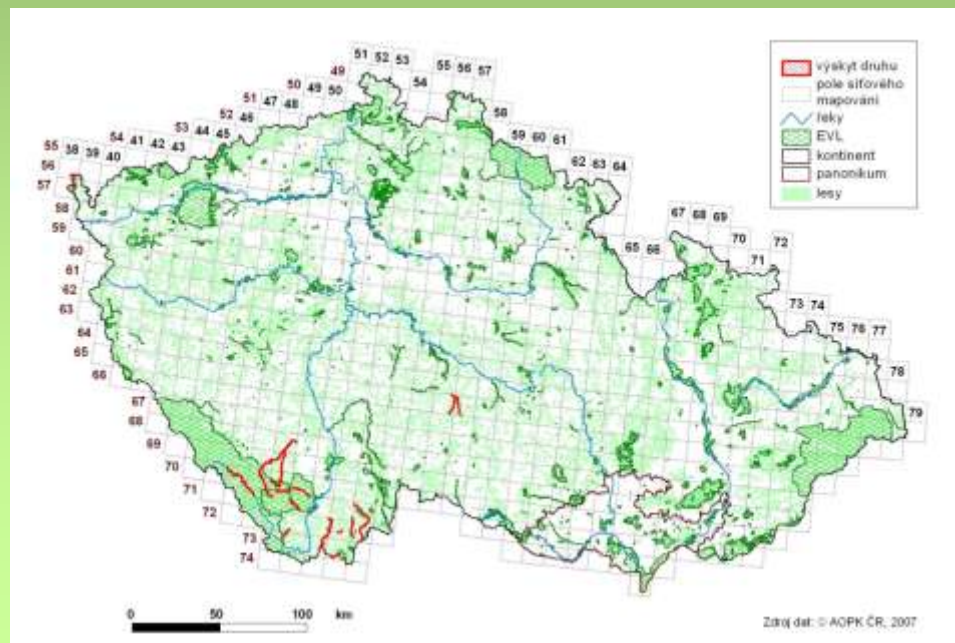 51 52 53
49
54
55 56 57
50 49 50
51 47 48
52 46
58
53 44 45
59 60 61
54 41 42 43
62 63 64
55 38 39 40
56
57
58
59
67 68 69
70
71
72
65 66
60
61
62
63
73 74
75 76 77
64
65
78
66
67
79
68
69
70
71
72
73
74
výskyt druhu
pole síťového
mapování
řeky
EVL
kontinent
panonikum
lesy
0 50 100 km
Zdroj dat: © AOPK ČR, 2007